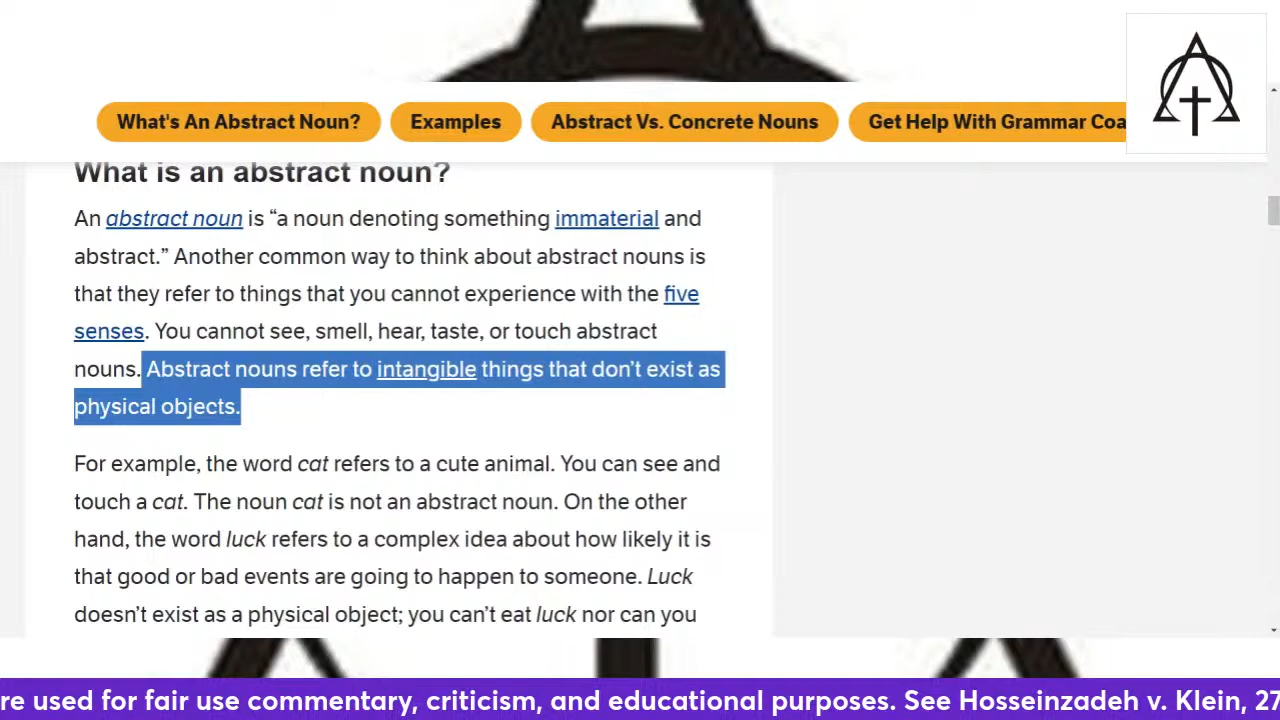 What's An Abstract Noun?
Examples
Abstract Vs. Concrete Nouns
Get Help With Grammar Coa
What is an abstract noun?
An abstract noun is “a noun denoting something immaterial and
abstract.” Another common way to think about abstract nouns is
that they refer to things that you cannot experience with the five
senses. You cannot see, smell, hear, taste, or touch abstract
nouns. Abstract nouns refer to intangible things that don’t exist as
physical objects.
For example, the word cat refers to a cute animal. You can see and
touch a cat. The noun cat is not an abstract noun. On the other
hand, the word luck refers to a complex idea about how likely it is
that good or bad events are going to happen to someone. Luck
doesn’t exist as a physical object; you can’t eat luck nor can you
re used for fair use commentary, criticism, and educational purposes. See Hosseinzadeh v. Klein, 27